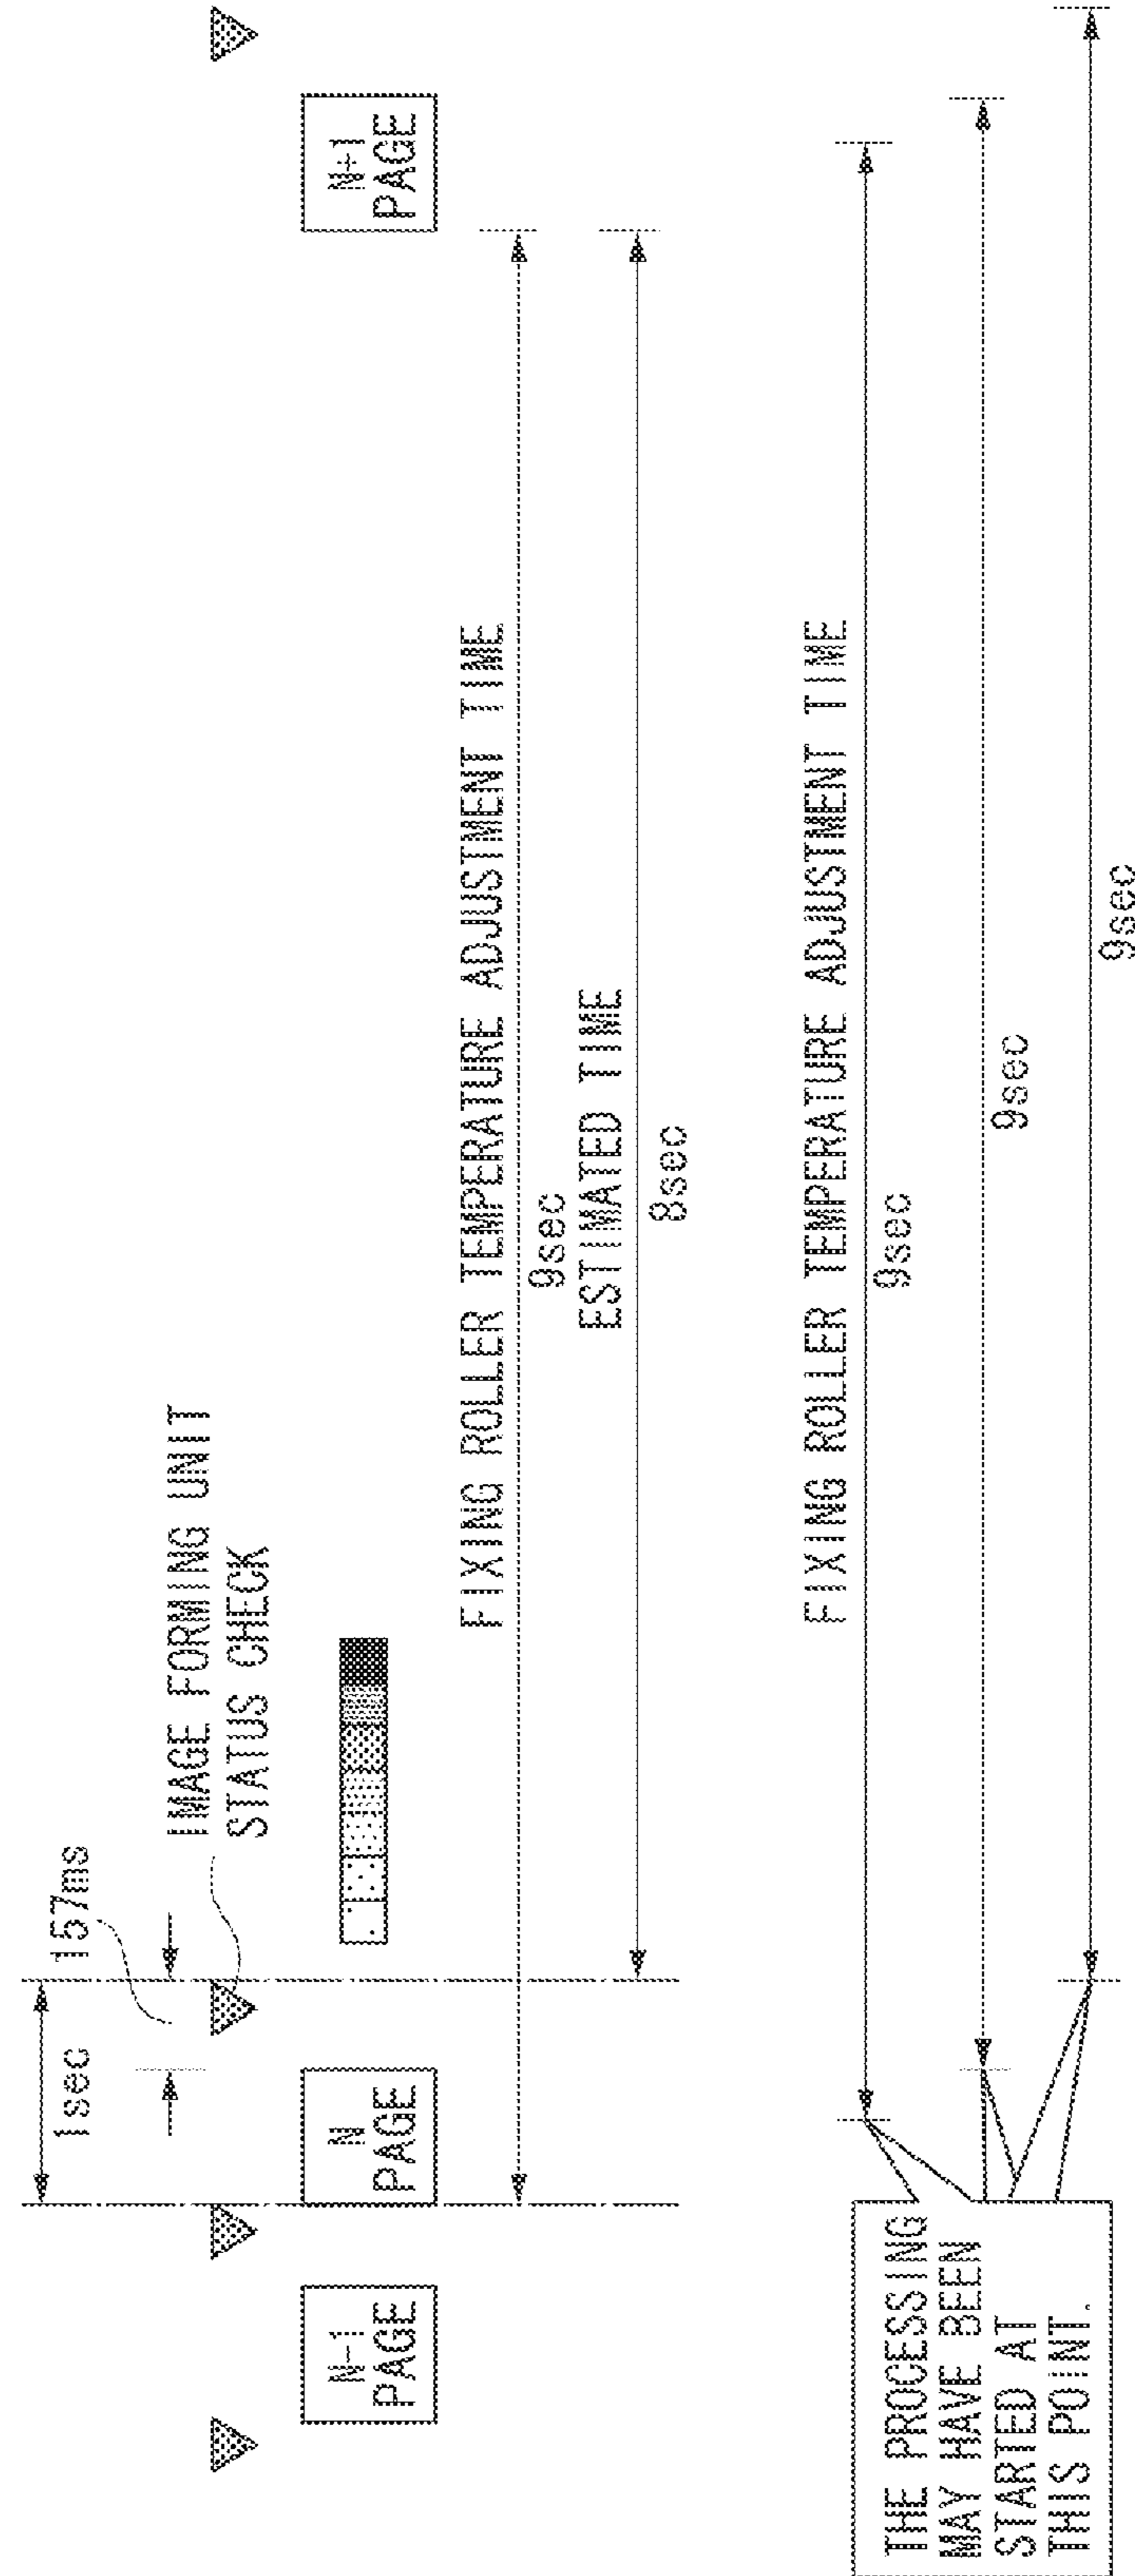 1sec
157ms
IMAGE FORMING UNIT
STATUS CHECK
N-1
PAGE
N
PAGE
N+1
PAGE
FIXING ROLLER TEMPERATURE ADJUSTMENT TIME
9sec
ESTIMATED TIME
8sec
FIXING ROLLER TEMPERATURE ADJUSTMENT TIME
9sec
9sec
9sec
THE PROCESSING
MAY HAVE BEEN
STARTED AT
THIS POINT.